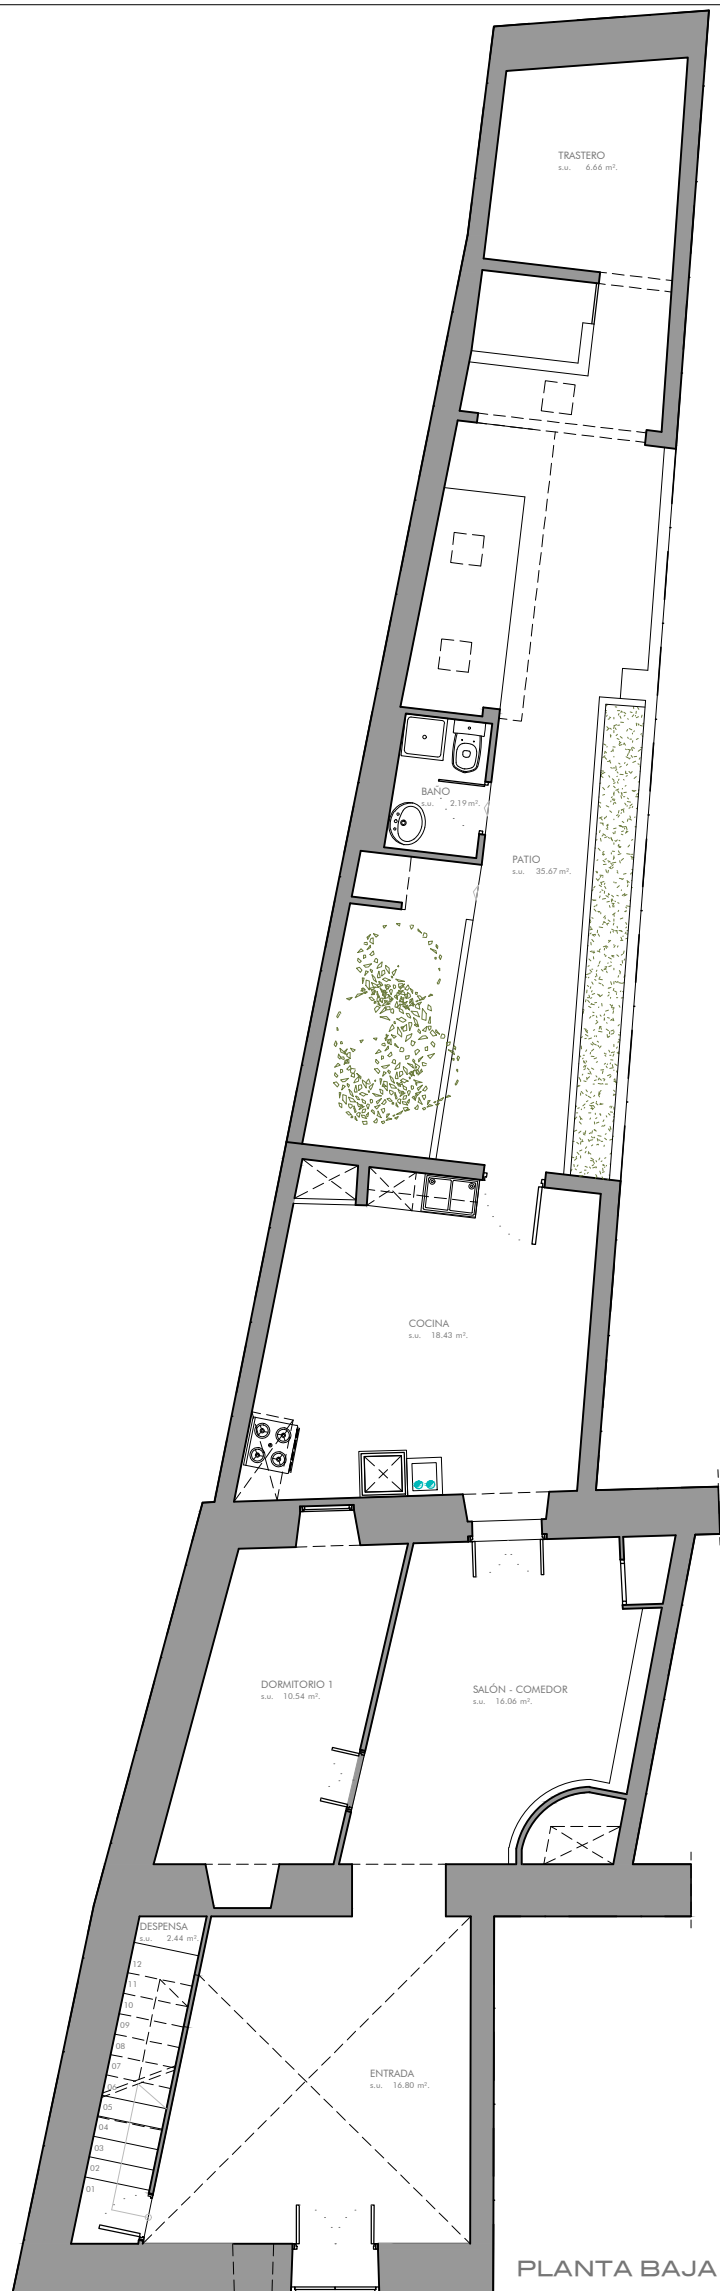 TRASTERO
s.u. 6.66 m².
BAÑO
s.u. 2.19 m².
PATIO
s.u. 35.67 m².
COCINA
s.u. 18.43 m².
DORMITORIO 1
s.u. 10.54 m².
SALÓN - COMEDOR
s.u. 16.06 m².
DESPENSA
s.u. 2.44 m².
12
11
10
09
08
07
06
05
04
03
02
01
ENTRADA
s.u. 16.80 m².
PLANTA BAJA